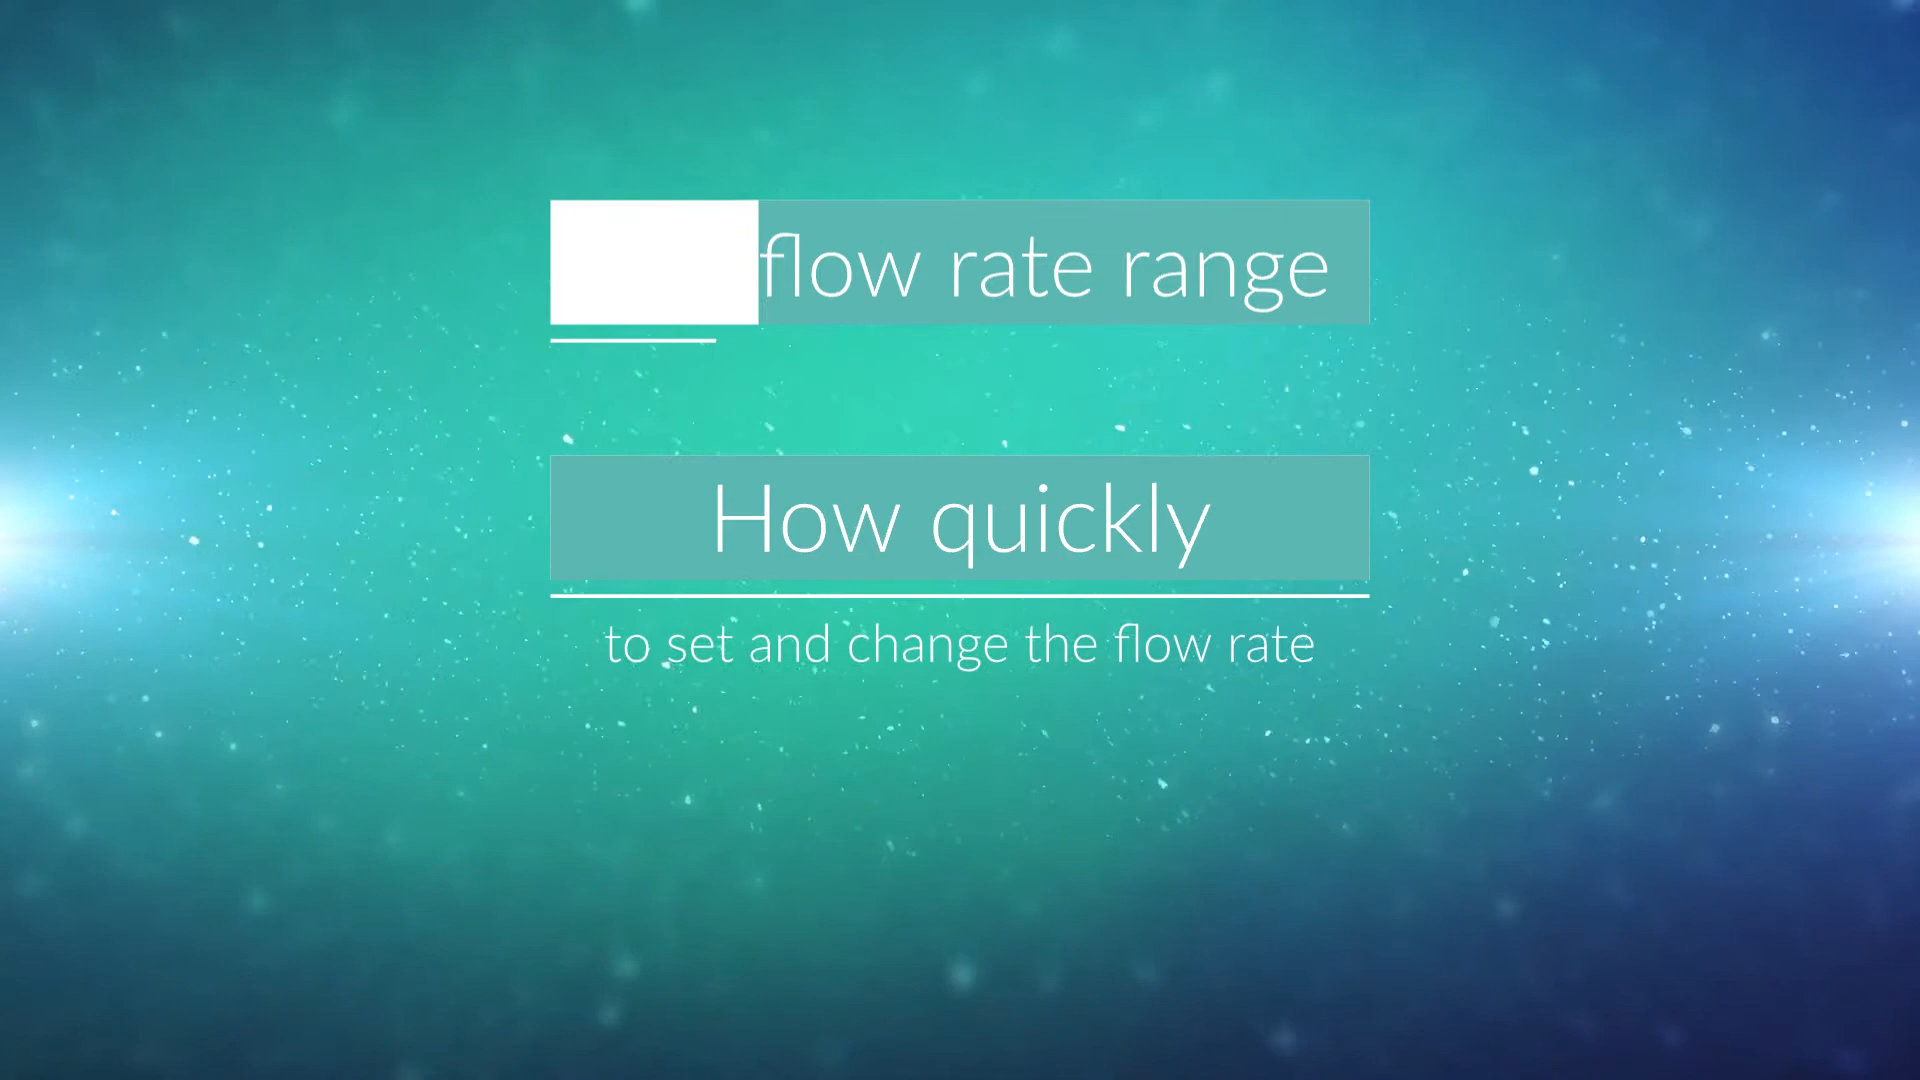 flow rate range
How quickly
to set and change the flow rate